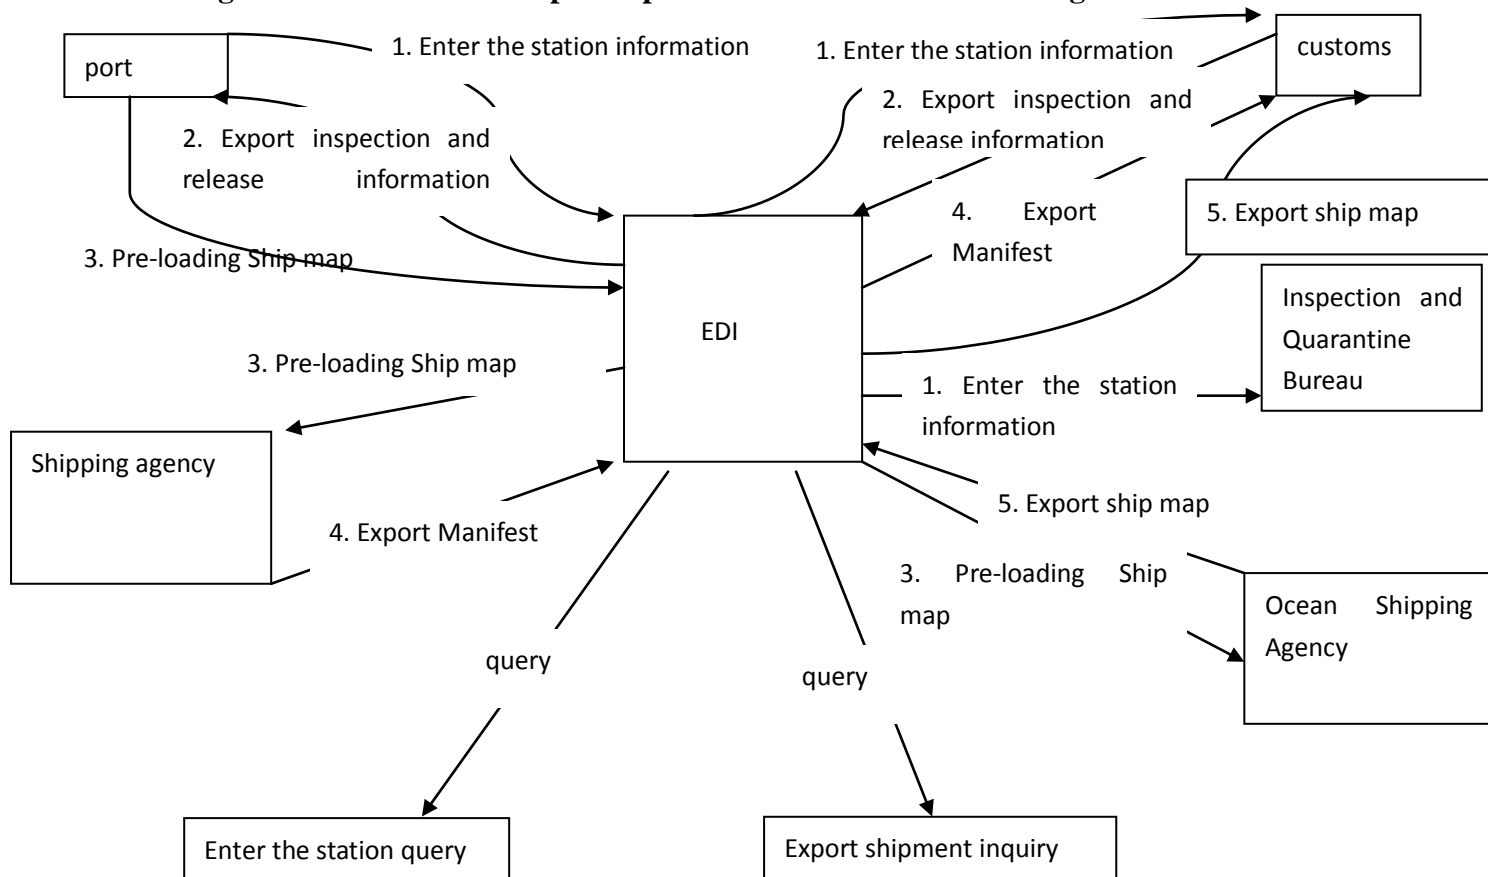 port
1. Enter the station information
1. Enter the station information
customs
2. Export inspection and
release information
2. Export inspection and
release information
4. Export
Manifest
5. Export ship map
3. Pre-loading Ship map
Inspection and
Quarantine
Bureau
EDI
3. Pre-loading Ship map
1. Enter the station
information
Shipping agency
4. Export Manifest
5. Export ship map
3. Pre-loading Ship
map
Ocean Shipping
Agency
query
query
Enter the station query
Export shipment inquiry